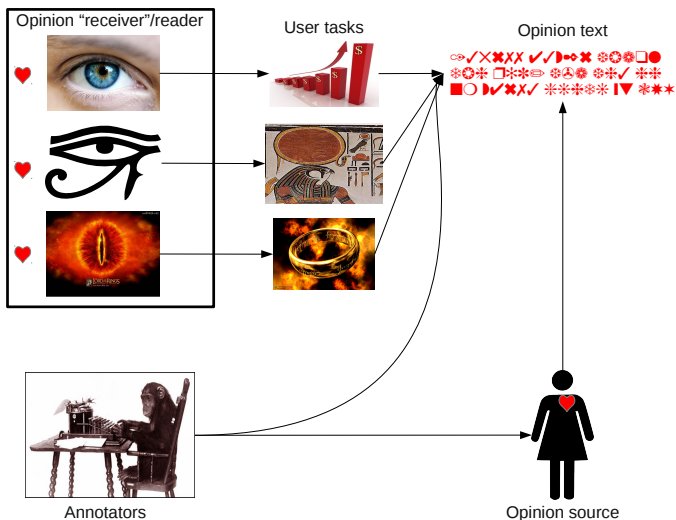 Opinion “receiver”/reader
User tasks
Opinion text
$
$
$
Annotators
Opinion source